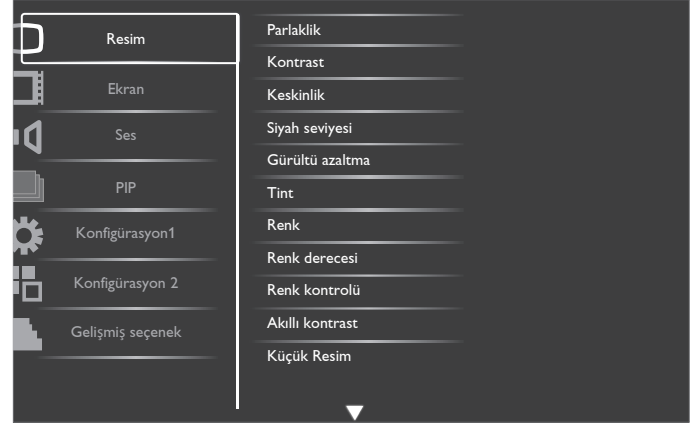 Resim
Ekran
Ses
PIP
Konfigürasyon1
Konfigürasyon 2
Gelişmiş seçenek
Parlaklik
Kontrast
Keskinlik
Siyah seviyesi
Gürültü azaltma
Tint
Renk
Renk derecesi
Renk kontrolü
Akıllı kontrast
Küçük Resim